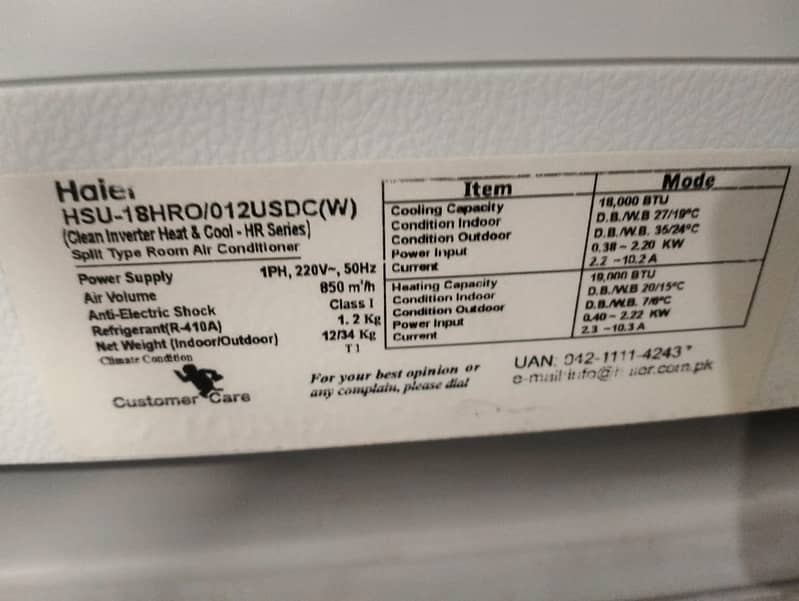 Haier
HSU-18HRO/012USDC(W)
(Clean Inverter Heat & Cool - HR Series)
Split Type Room Air Conditioner
Power Supply 1PH, 220V~, 50Hz
Air Volume 850 m³/h
Anti-Electric Shock Class I
Refrigerant(R-410A) 1.2 Kg
Net Weight (Indoor/Outdoor) 12/34 Kg
Climate Condition T1
Customer Care
Item Mode
Cooling Capacity 18,000 BTU
Condition Indoor D.B./W.B 27/19ºC
Condition Outdoor D.B./W.B. 35/24ºC
Power Input 0.38 ~ 2.20 KW
Current 2.2 ~10.2 A
Heating Capacity 19,000 BTU
Condition Indoor D.B./W.B 20/15ºC
Condition Outdoor D.B./W.B. 7/6ºC
Power Input 0.40 ~ 2.22 KW
Current 2.3 ~10.3 A
For your best opinion or
any complain, please dial
UAN: 042-1111-4243*
e-mail: